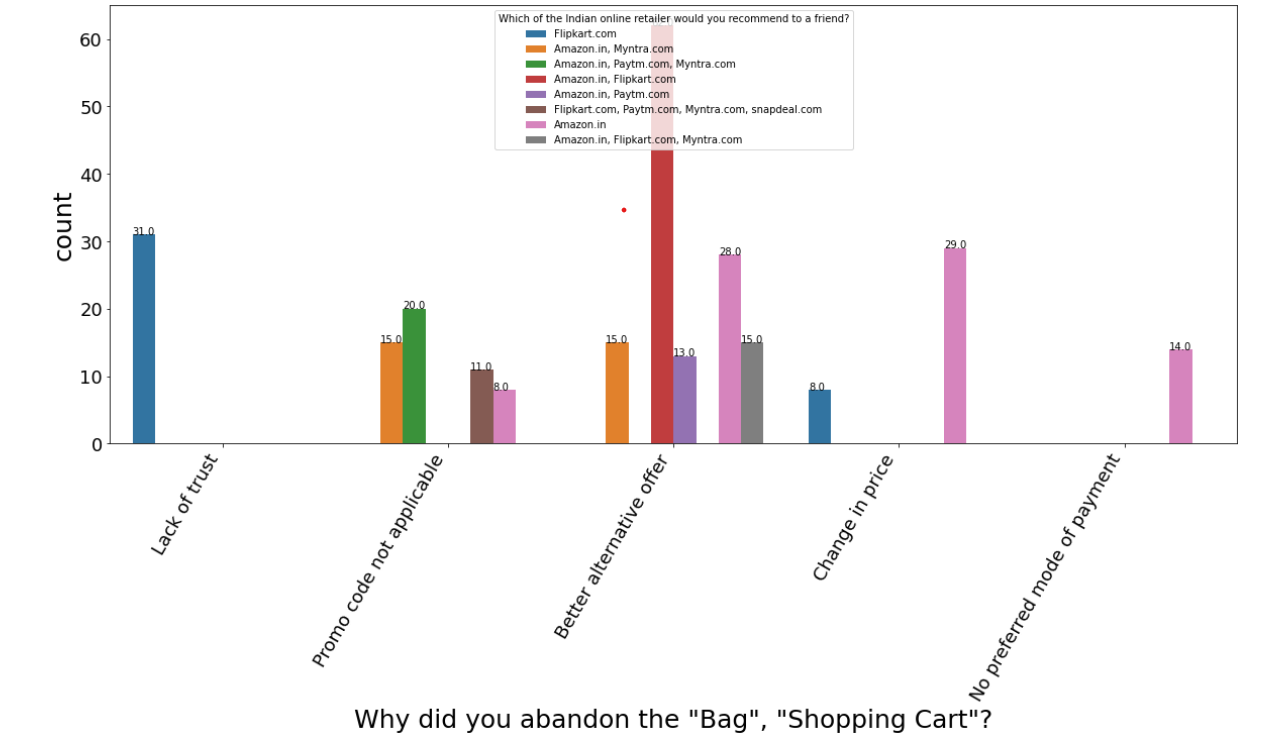 Which of the Indian online retailer would you recommend to a friend?
Flipkart.com
Amazon.in, Myntra.com
Amazon.in, Paytm.com, Myntra.com
Amazon.in, Flipkart.com
Amazon.in, Paytm.com
Flipkart.com, Paytm.com, Myntra.com, snapdeal.com
Amazon.in
Amazon.in, Flipkart.com, Myntra.com
count
60
50
40
30
20
10
0
31.0
15.0
20.0
11.0
8.0
15.0
13.0
28.0
15.0
8.0
29.0
14.0
Lack of trust
Promo code not applicable
Better alternative offer
Change in price
No preferred mode of payment
Why did you abandon the "Bag", "Shopping Cart"?